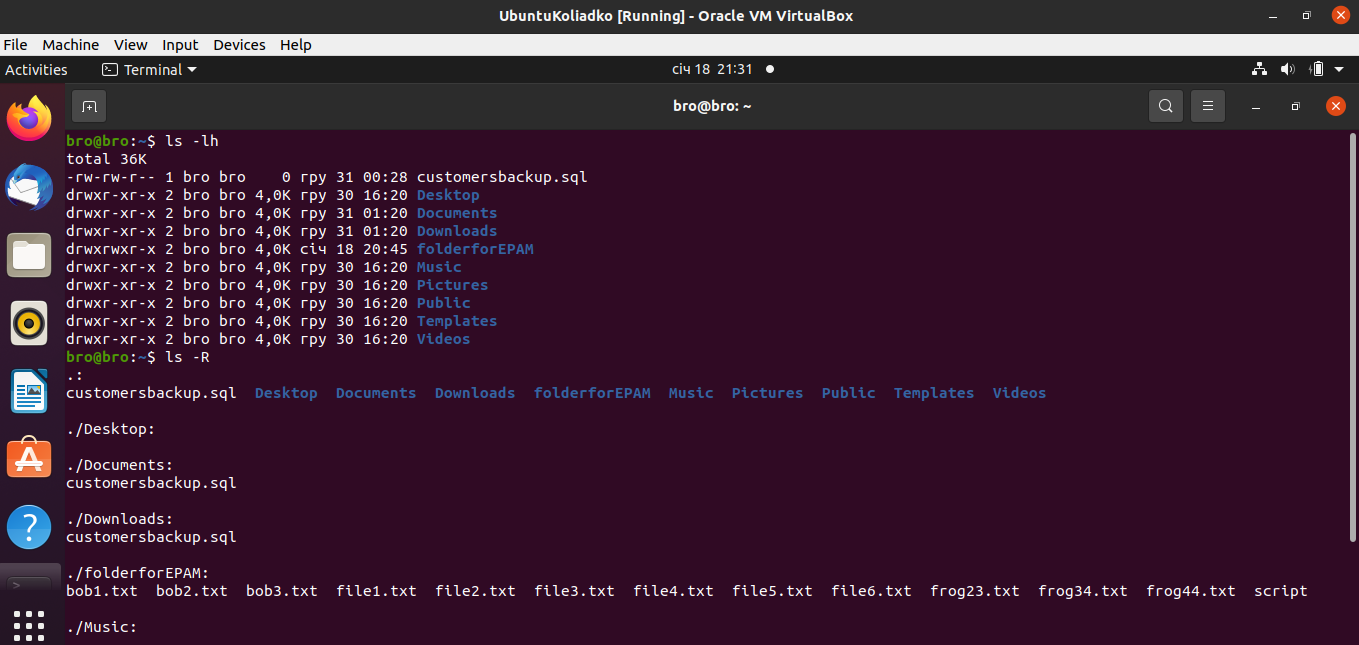 UbuntuKoliadko [Running] - Oracle VM VirtualBox
File Machine View Input Devices Help
Activities Terminal січ 18 21:31
bro@bro: ~
bro@bro:~$ ls -lh
total 36K
-rw-rw-r-- 1 bro bro    0 гру 31 00:28 customersbackup.sql
drwxr-xr-x 2 bro bro 4,0K гру 30 16:20 Desktop
drwxr-xr-x 2 bro bro 4,0K гру 31 01:20 Documents
drwxr-xr-x 2 bro bro 4,0K гру 31 01:20 Downloads
drwxrwxr-x 2 bro bro 4,0K січ 18 20:45 folderforEPAM
drwxr-xr-x 2 bro bro 4,0K гру 30 16:20 Music
drwxr-xr-x 2 bro bro 4,0K гру 30 16:20 Pictures
drwxr-xr-x 2 bro bro 4,0K гру 30 16:20 Public
drwxr-xr-x 2 bro bro 4,0K гру 30 16:20 Templates
drwxr-xr-x 2 bro bro 4,0K гру 30 16:20 Videos
bro@bro:~$ ls -R
.:
customersbackup.sql  Desktop  Documents  Downloads  folderforEPAM  Music  Pictures  Public  Templates  Videos
./Desktop:
./Documents:
customersbackup.sql
./Downloads:
customersbackup.sql
./folderforEPAM:
bob1.txt  bob2.txt  bob3.txt  file1.txt  file2.txt  file3.txt  file4.txt  file5.txt  file6.txt  frog23.txt  frog34.txt  frog44.txt  script
./Music: